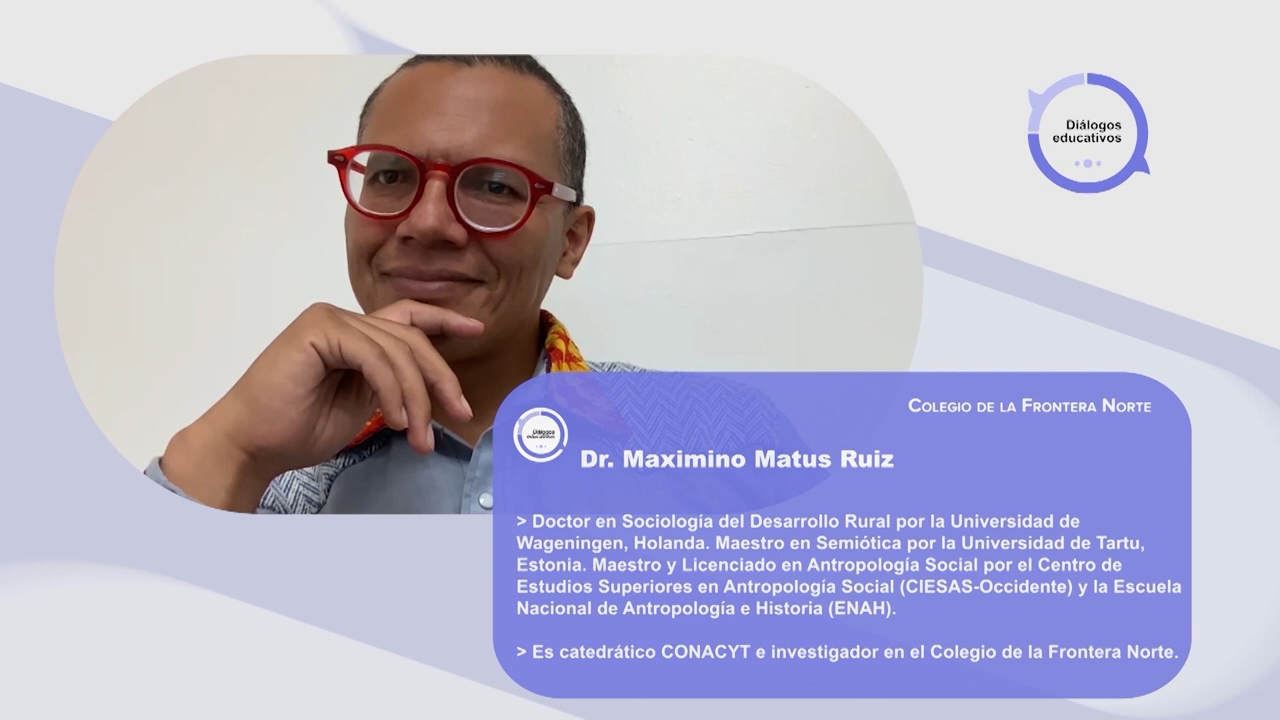 Diálogos
educativos
COLEGIO DE LA FRONTERA NORTE
Diálogos
educativos
Dr. Maximino Matus Ruiz
> Doctor en Sociología del Desarrollo Rural por la Universidad de
Wageningen, Holanda. Maestro en Semiótica por la Universidad de Tartu,
Estonia. Maestro y Licenciado en Antropología Social por el Centro de
Estudios Superiores en Antropología Social (CIESAS-Occidente) y la Escuela
Nacional de Antropología e Historia (ENAH).
> Es catedrático CONACYT e investigador en el Colegio de la Frontera Norte.